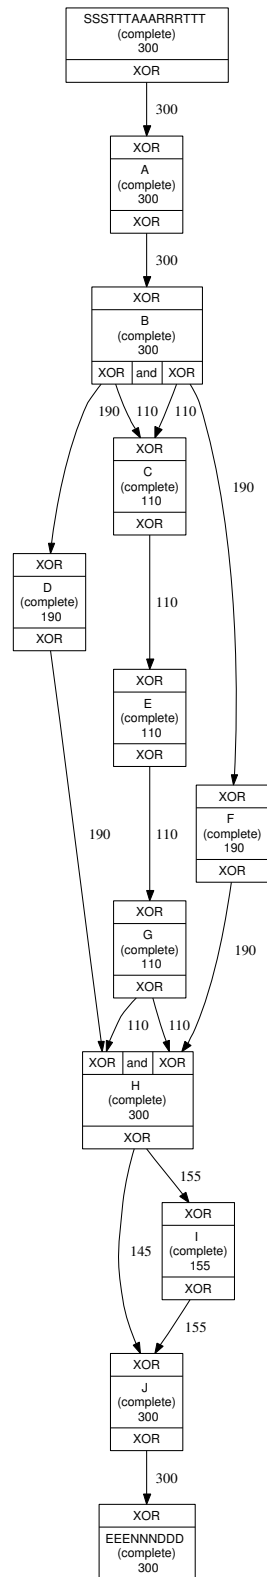 SSSTTTAAARRRTTT
(complete)
300
XOR
300
XOR
A
(complete)
300
XOR
300
XOR
B
(complete)
300
XOR and XOR
190 110 110
190
XOR
C
(complete)
110
XOR
XOR
D
(complete)
190
XOR
110
XOR
E
(complete)
110
XOR
XOR
F
(complete)
190
XOR
190
110
XOR
G
(complete)
110
XOR
190
110 110
XOR and XOR
H
(complete)
300
XOR
155
XOR
I
(complete)
155
XOR
145
155
XOR
J
(complete)
300
XOR
300
XOR
EEENNNDDD
(complete)
300